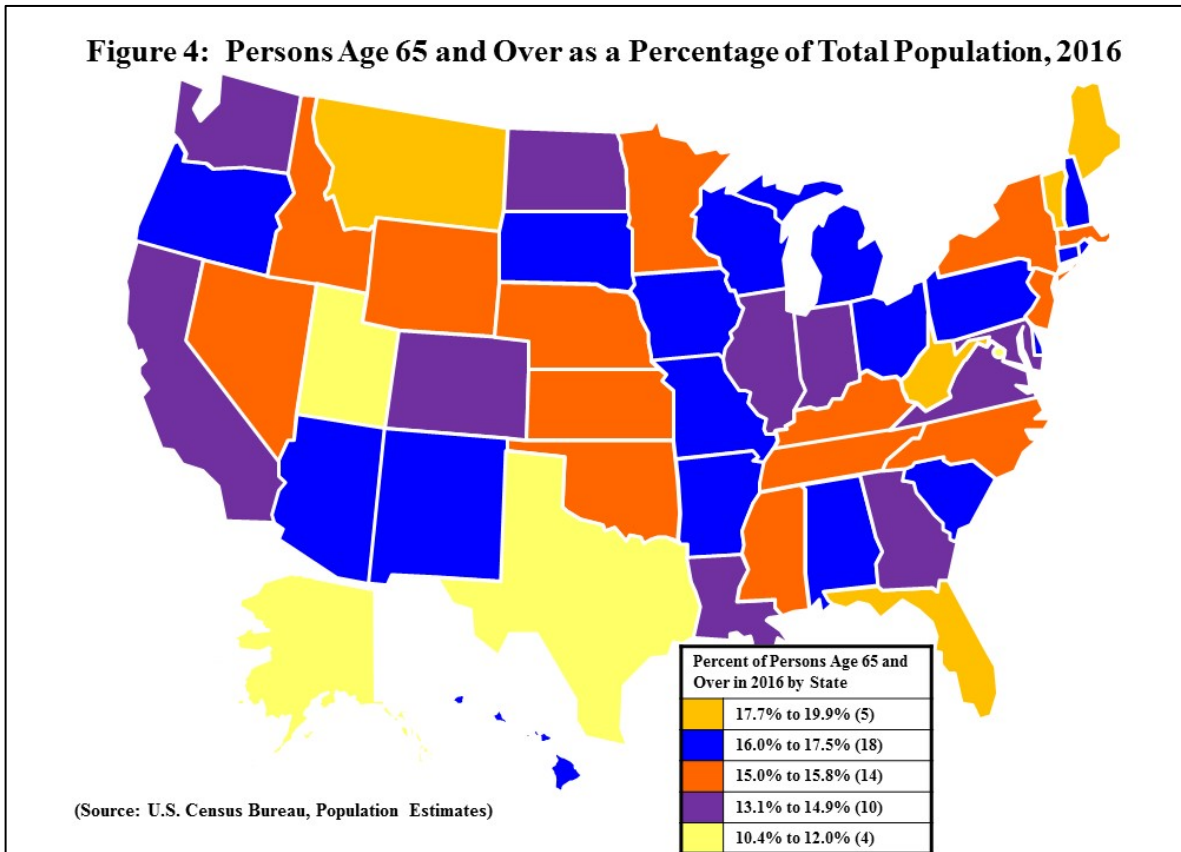 Figure 4: Persons Age 65 and Over as a Percentage of Total Population, 2016
Percent of Persons Age 65 and
Over in 2016 by State
17.7% to 19.9% (5)
16.0% to 17.5% (18)
15.0% to 15.8% (14)
13.1% to 14.9% (10)
10.4% to 12.0% (4)
(Source: U.S. Census Bureau, Population Estimates)